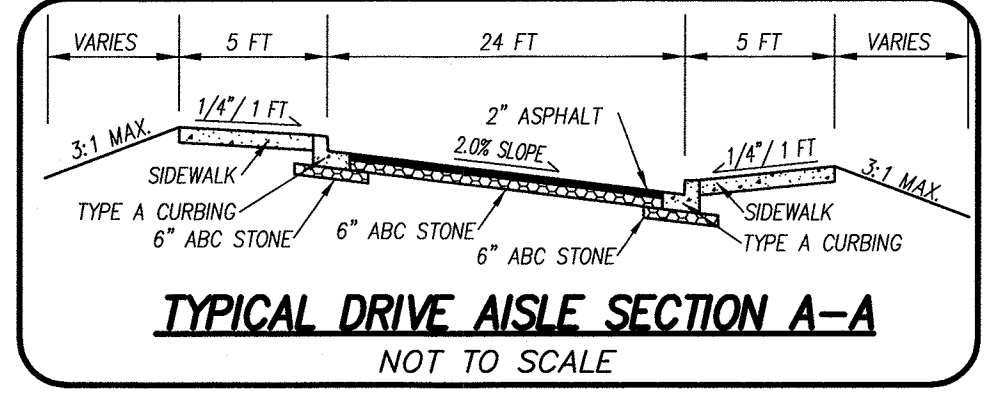 VARIES 5 FT 24 FT 5 FT VARIES
3:1 MAX.
1/4"/ 1 FT
2" ASPHALT
2.0% SLOPE
1/4"/ 1 FT
3:1 MAX.
SIDEWALK
SIDEWALK
TYPE A CURBING
TYPE A CURBING
6" ABC STONE
6" ABC STONE
6" ABC STONE
TYPICAL DRIVE AISLE SECTION A-A
NOT TO SCALE